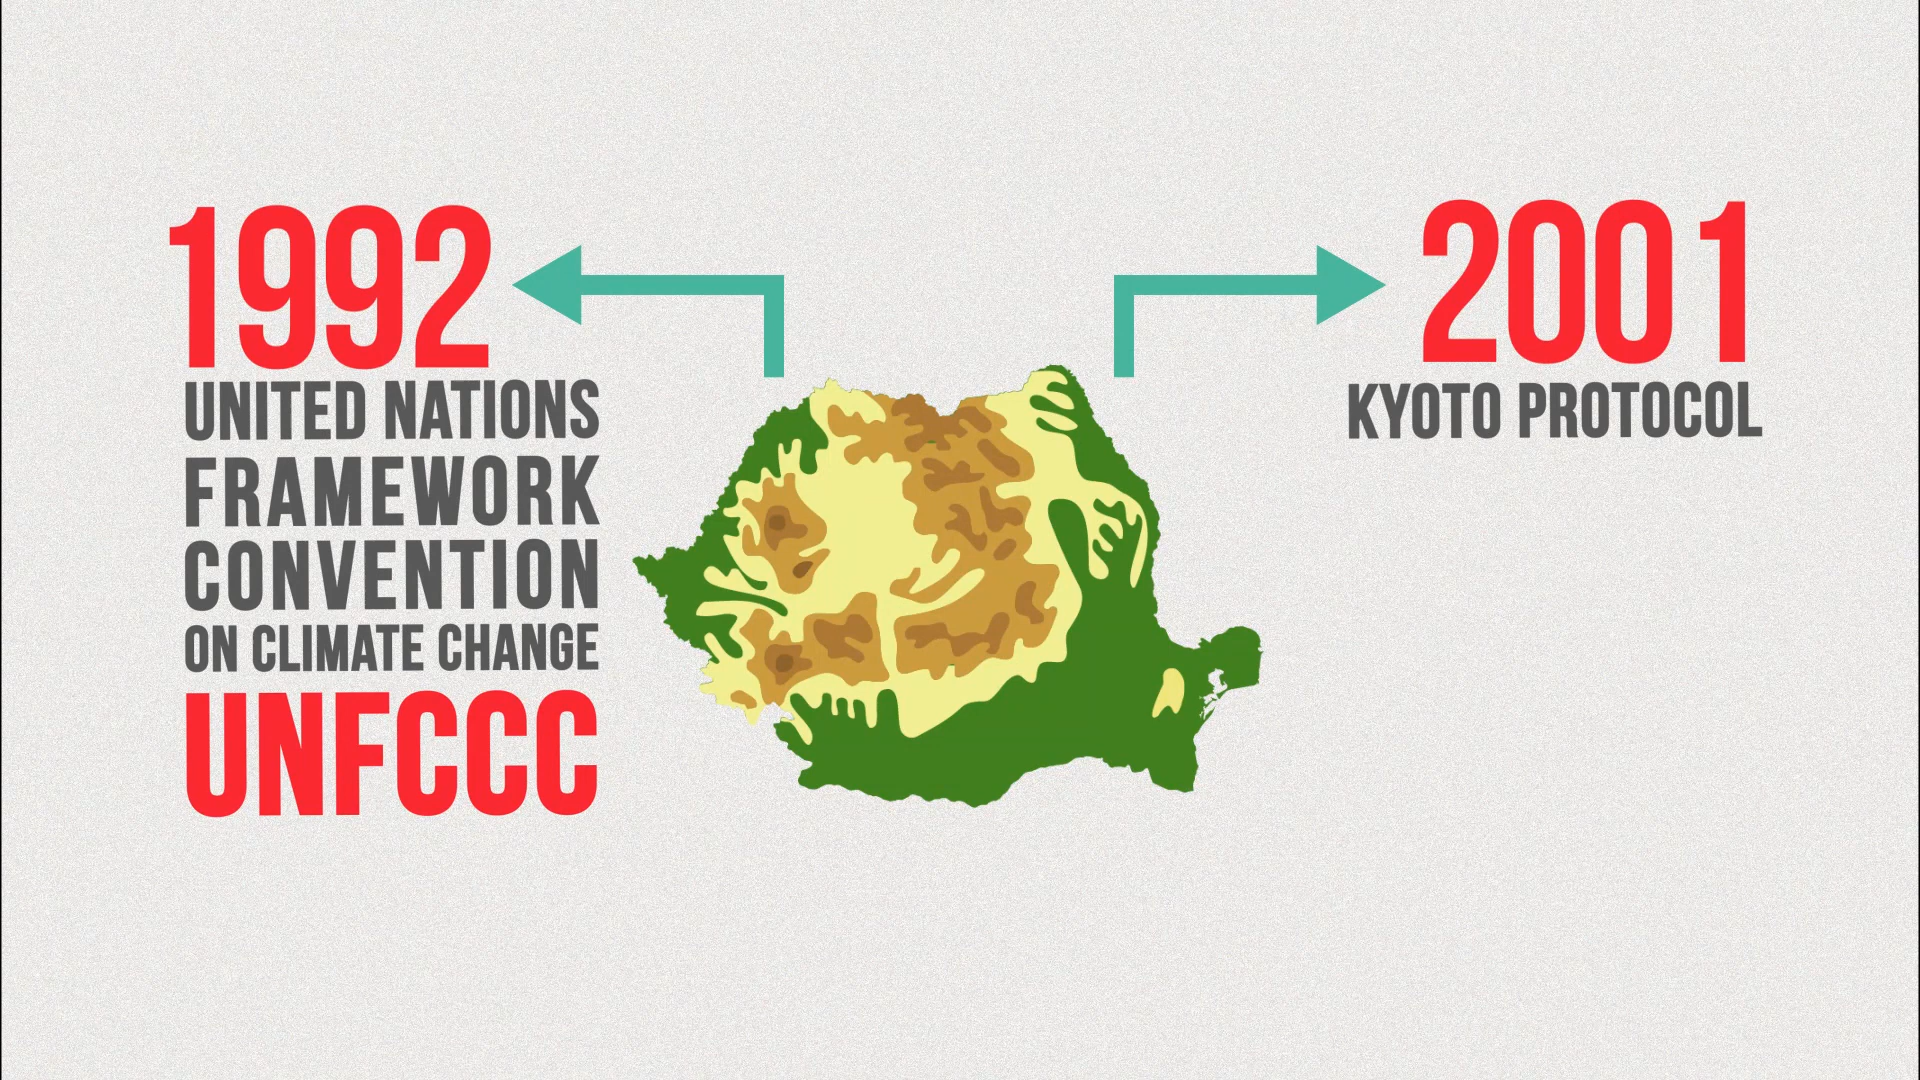 1992
UNITED NATIONS
FRAMEWORK
CONVENTION
ON CLIMATE CHANGE
UNFCCC
2001
KYOTO PROTOCOL